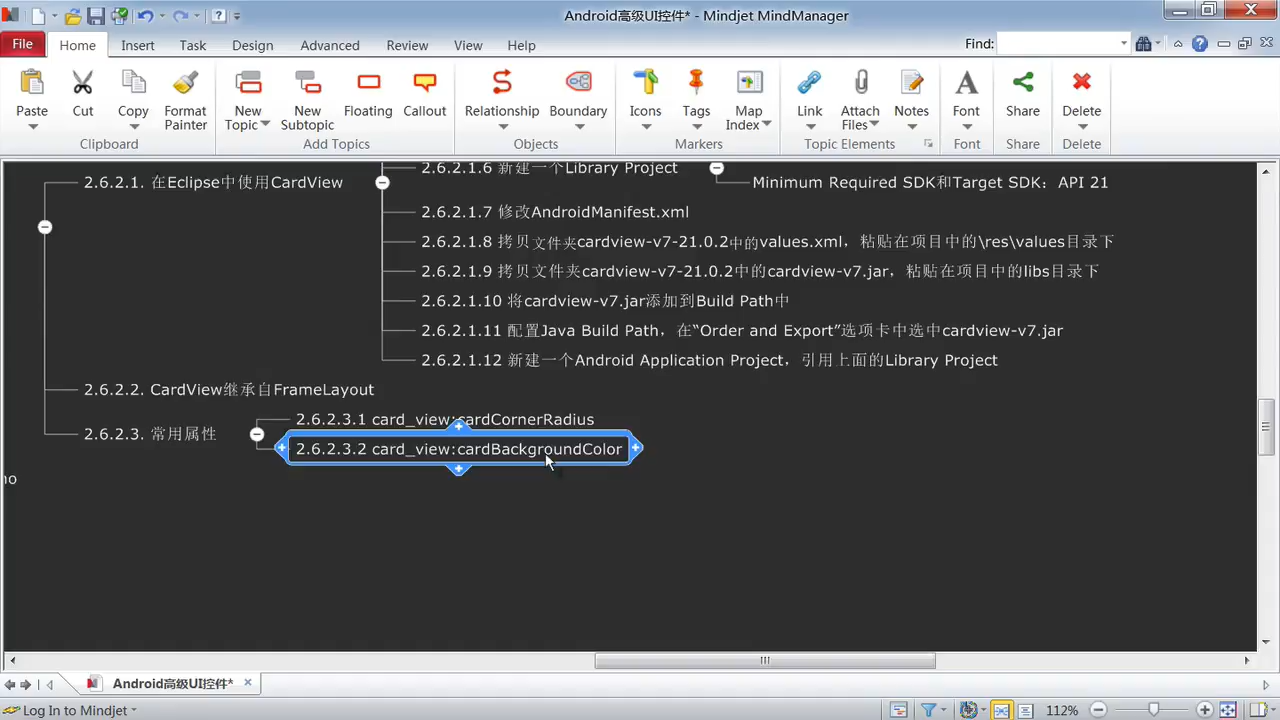 Android高级UI控件* - Mindjet MindManager
File Home Insert Task Design Advanced Review View Help Find:
Paste Cut Copy Format Painter New Topic New Subtopic Floating Callout Relationship Boundary Icons Tags Map Index Link Attach Files Notes Font Share Delete
Clipboard Add Topics Objects Markers Topic Elements Font Share Delete
2.6.2.1.6 新建一个Library Project
2.6.2.1. 在Eclipse中使用CardView
Minimum Required SDK和Target SDK：API 21
2.6.2.1.7 修改AndroidManifest.xml
2.6.2.1.8 拷贝文件夹cardview-v7-21.0.2中的values.xml，粘贴在项目中的\res\values目录下
2.6.2.1.9 拷贝文件夹cardview-v7-21.0.2中的cardview-v7.jar，粘贴在项目中的libs目录下
2.6.2.1.10 将cardview-v7.jar添加到Build Path中
2.6.2.1.11 配置Java Build Path，在“Order and Export”选项卡中选中cardview-v7.jar
2.6.2.1.12 新建一个Android Application Project，引用上面的Library Project
2.6.2.2. CardView继承自FrameLayout
2.6.2.3. 常用属性
2.6.2.3.1 card_view:cardCornerRadius
2.6.2.3.2 card_view:cardBackgroundColor
no
Android高级UI控件*
Log In to Mindjet
112%